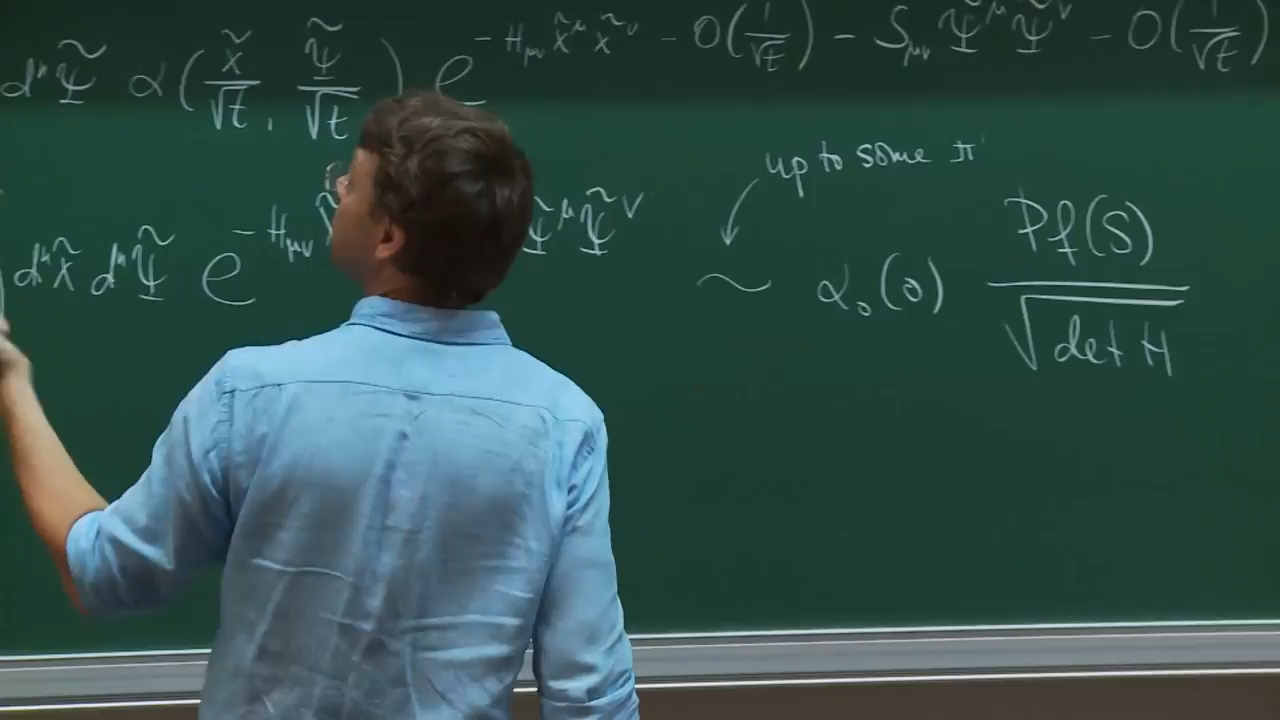 dⁿΨ̃ α(x̃/√t, Ψ̃/√t) e^{-H_{μν} x̃^μ x̃^ν - O(1/√t) - S_{μν} Ψ̃^μ Ψ̃^ν - O(1/√t)}
up to some π
dⁿx̃ dⁿΨ̃ e^{-H_{μν} Ψ̃^μ Ψ̃^ν} ~ α₀(0) Pf(S)/√det H